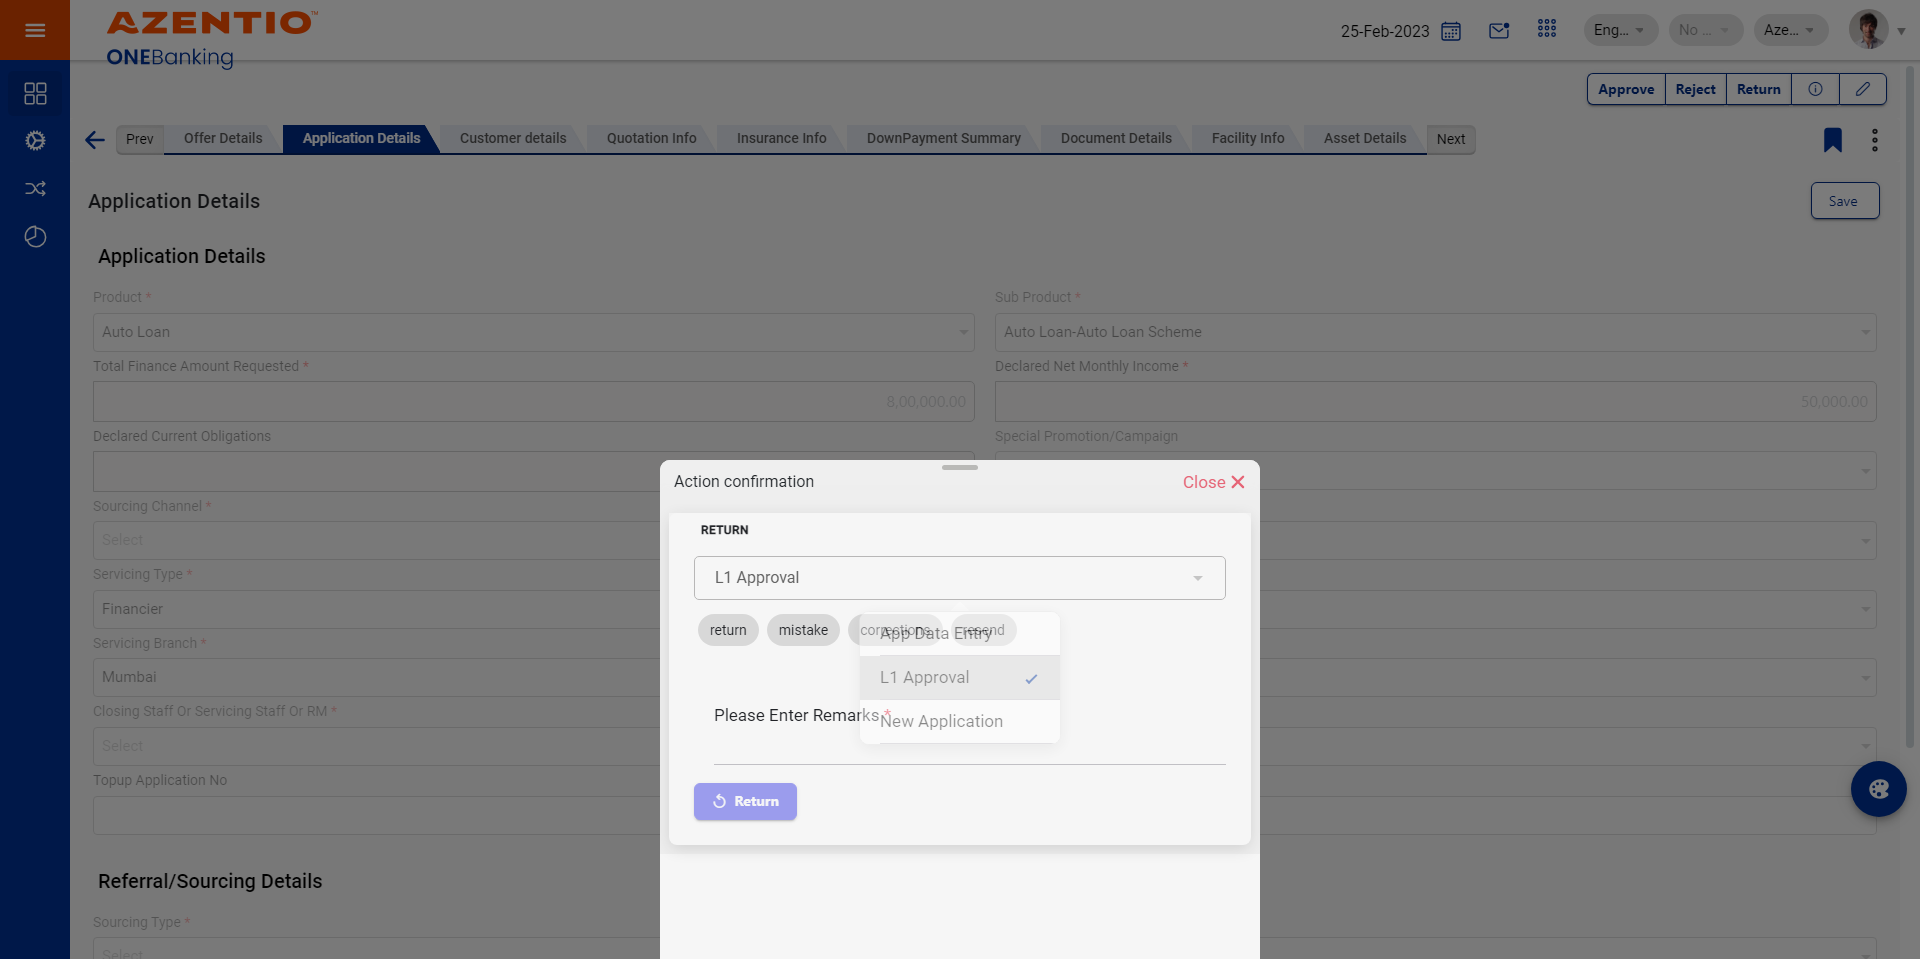 AZENTIO™
ONEBanking
25-Feb-2023
Eng...
No ...
Aze...
Approve
Reject
Return
Prev
Offer Details
Application Details
Customer details
Quotation Info
Insurance Info
DownPayment Summary
Document Details
Facility Info
Asset Details
Next
Application Details
Save
Application Details
Product *
Sub Product *
Auto Loan
Auto Loan-Auto Loan Scheme
Total Finance Amount Requested *
Declared Net Monthly Income *
8,00,000.00
50,000.00
Declared Current Obligations
Special Promotion/Campaign
Sourcing Channel *
Select
Servicing Type *
Financier
Servicing Branch *
Mumbai
Closing Staff Or Servicing Staff Or RM *
Select
Topup Application No
Referral/Sourcing Details
Sourcing Type *
Select
Action confirmation
Close
RETURN
L1 Approval
return
mistake
corrections
resend
App Data Entry
L1 Approval
New Application
Please Enter Remarks *
Return